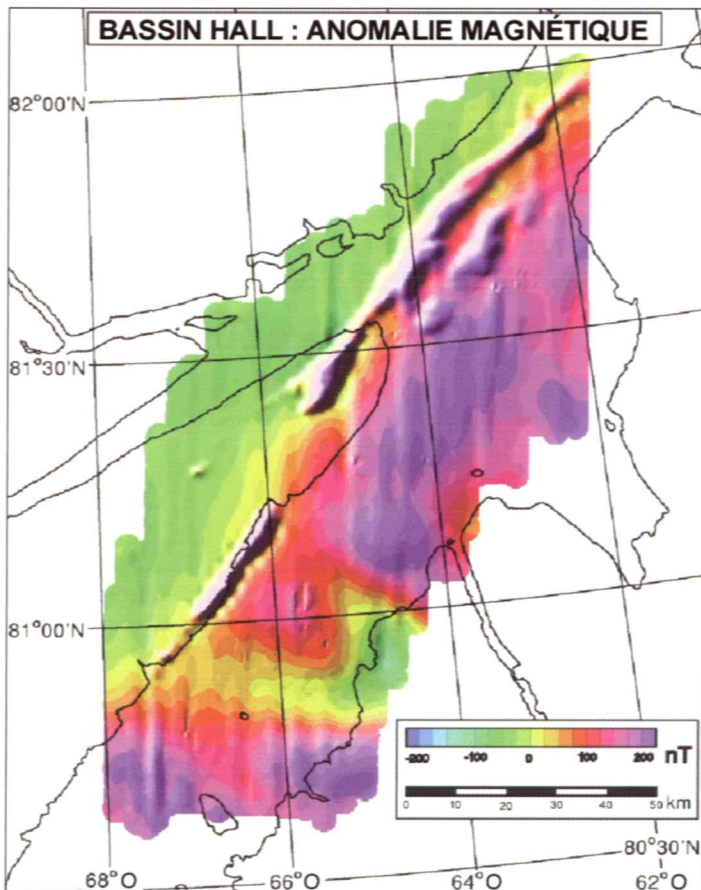 BASSIN HALL : ANOMALIE MAGNÉTIQUE
82°00'N
81°30'N
81°00'N
-200 -100 0 100 200 nT
0 10 20 30 40 50 km
80°30'N
68°O 66°O 64°O 62°O